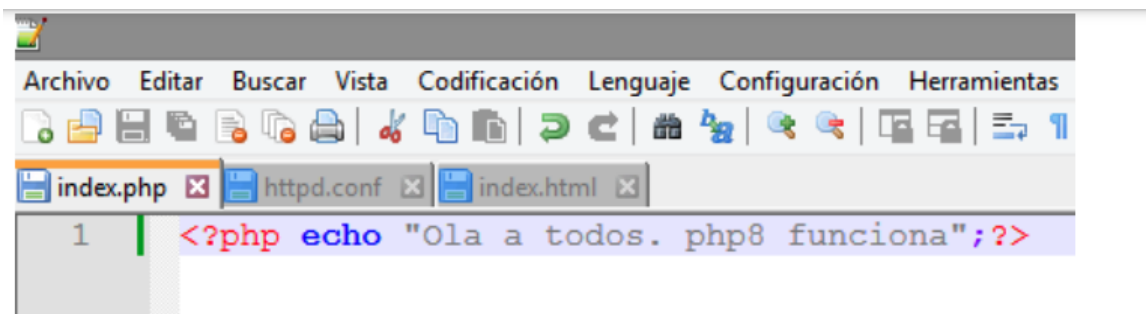 Archivo Editar Buscar Vista Codificación Lenguaje Configuración Herramientas
index.php httpd.conf index.html
1 <?php echo "Ola a todos. php8 funciona";?>